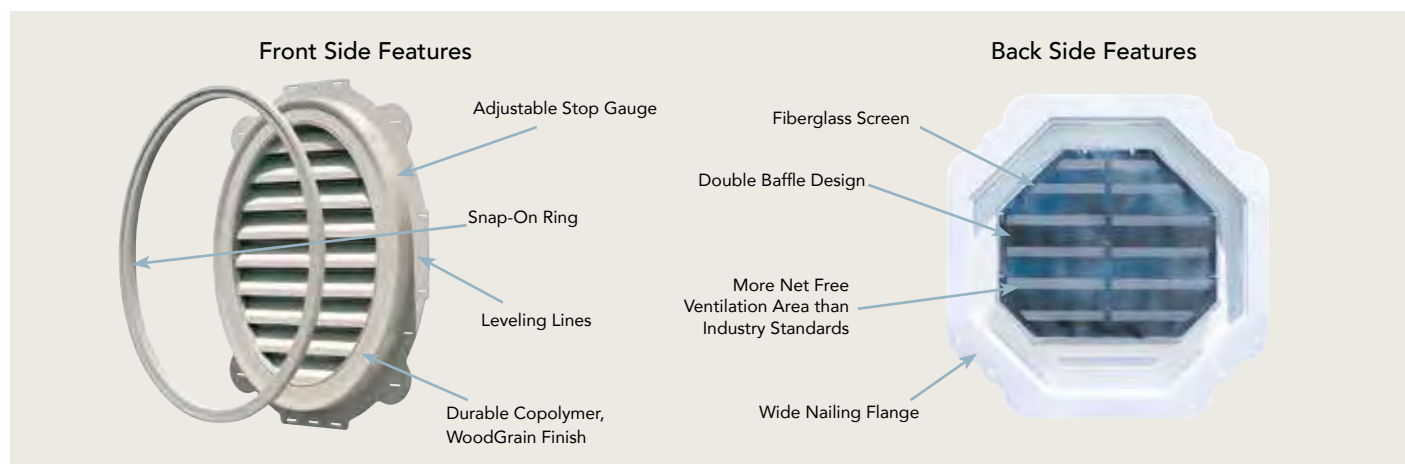 Front Side Features
Adjustable Stop Gauge
Snap-On Ring
Leveling Lines
Durable Copolymer,
WoodGrain Finish
Back Side Features
Fiberglass Screen
Double Baffle Design
More Net Free
Ventilation Area than
Industry Standards
Wide Nailing Flange